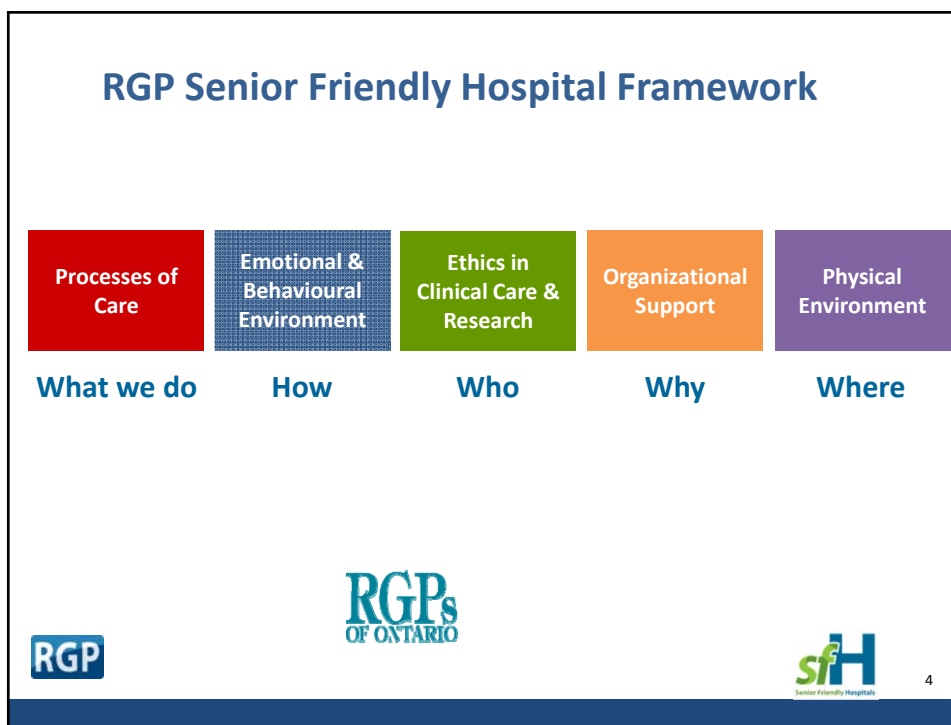 RGP Senior Friendly Hospital Framework
Processes of
Care
Emotional &
Behavioural
Environment
Ethics in
Clinical Care &
Research
Organizational
Support
Physical
Environment
What we do
How
Who
Why
Where
RGPs
OF ONTARIO
RGP
sfH
Senior Friendly Hospitals
4